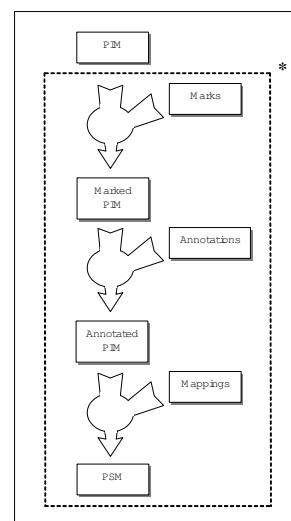 PIM
*
Marks
Marked
PIM
Annotations
Annotated
PIM
Mappings
PSM